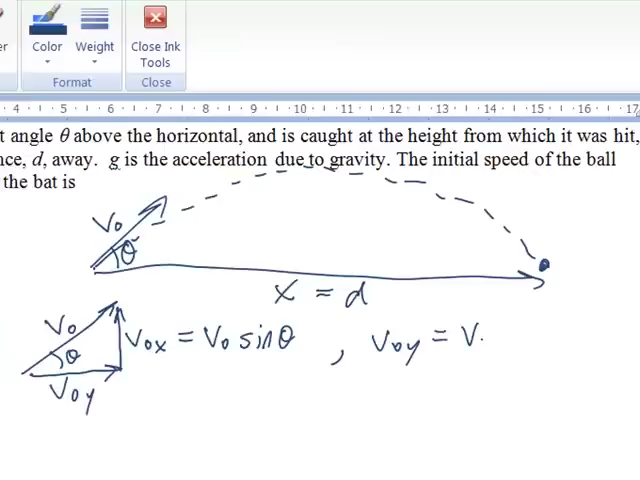 Color Weight Close Ink
Tools
Format Close
4 5 6 7 8 9 10 11 12 13 14 15 16 17
t angle θ above the horizontal, and is caught at the height from which it was hit,
nce, d, away. g is the acceleration due to gravity. The initial speed of the ball
the bat is
V₀
θ
x = d
V₀
θ
V₀x = V₀ sinθ , V₀y = V
V₀y